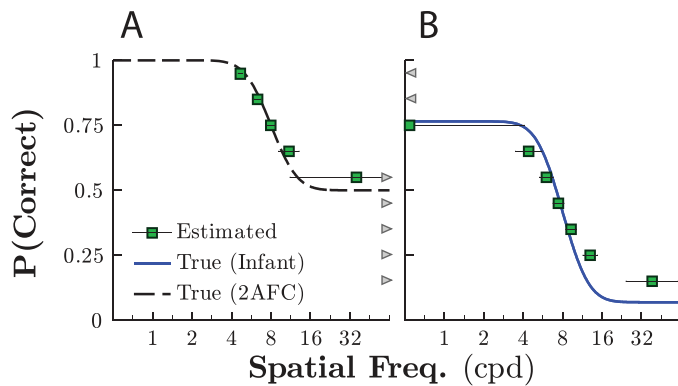 A B
1
0.75
0.5
0.25
0
P(Correct)
Estimated
True (Infant)
True (2AFC)
1 2 4 8 16 32 1 2 4 8 16 32
Spatial Freq. (cpd)